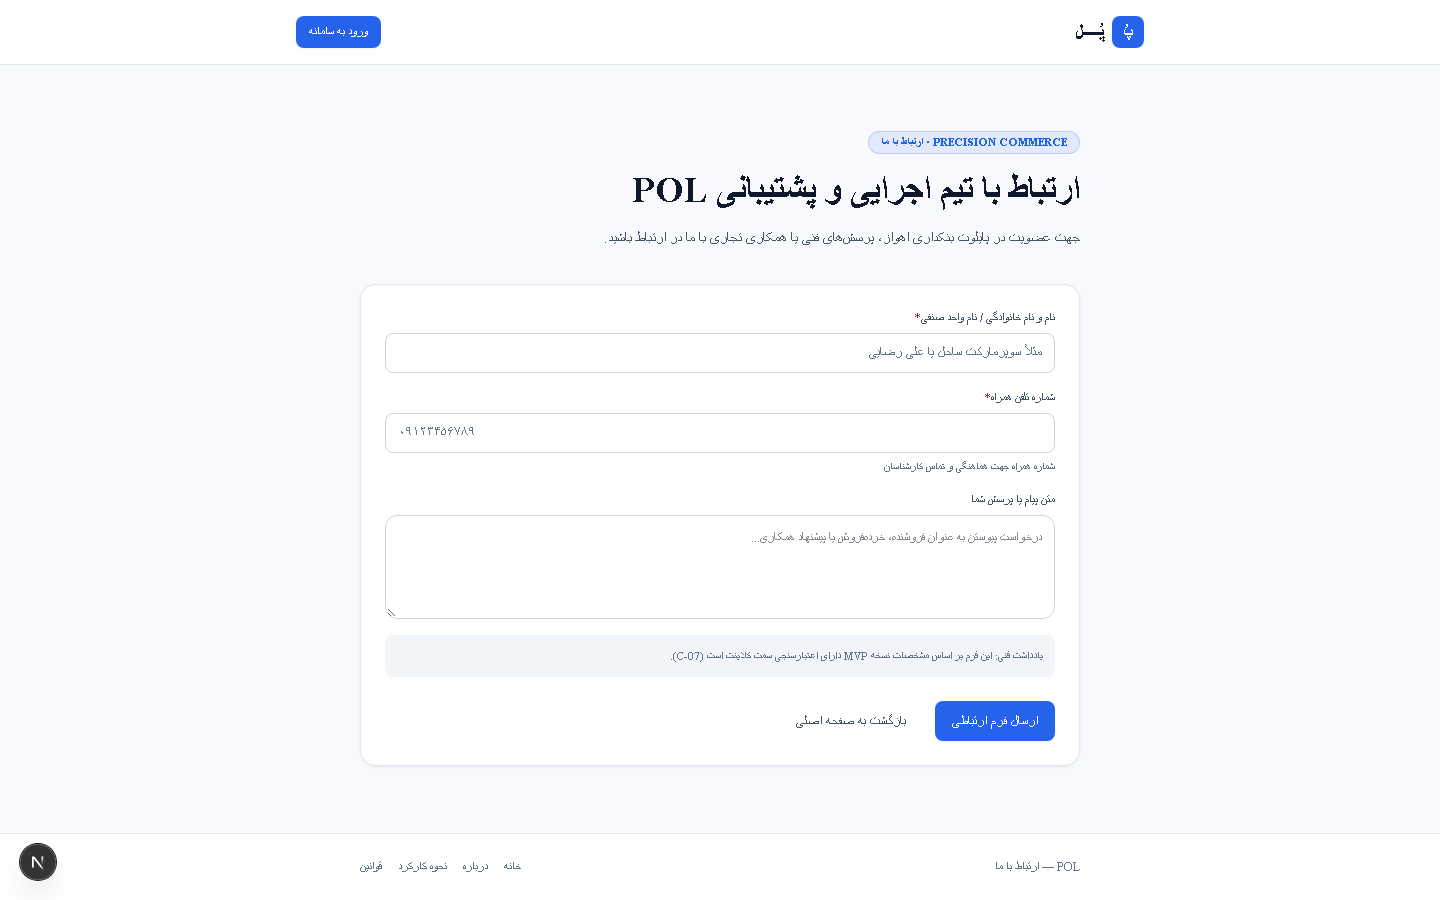 پُ
پُـــل
ورود به سامانه
PRECISION COMMERCE • ارتباط با ما
ارتباط با تیم اجرایی و پشتیبانی POL
جهت عضویت در پایلوت بنکداری اهواز، پرسش‌های فنی یا همکاری تجاری با ما در ارتباط باشید.
نام و نام خانوادگی / نام واحد صنفی*
مثلاً سوپرمارکت ساحل یا علی رضایی
شماره تلفن همراه*
۰۹۱۲۳۴۵۶۷۸۹
شماره همراه جهت هماهنگی و تماس کارشناسان
متن پیام یا پرسش شما
درخواست پیوستن به عنوان فروشنده، خرده‌فروش یا پیشنهاد همکاری...
یادداشت فنی: این فرم بر اساس مشخصات نسخه MVP دارای اعتبارسنجی سمت کلاینت است (C-07).
ارسال فرم ارتباطی
بازگشت به صفحه اصلی
POL — ارتباط با ما
خانه درباره نحوه کارکرد قوانین
N